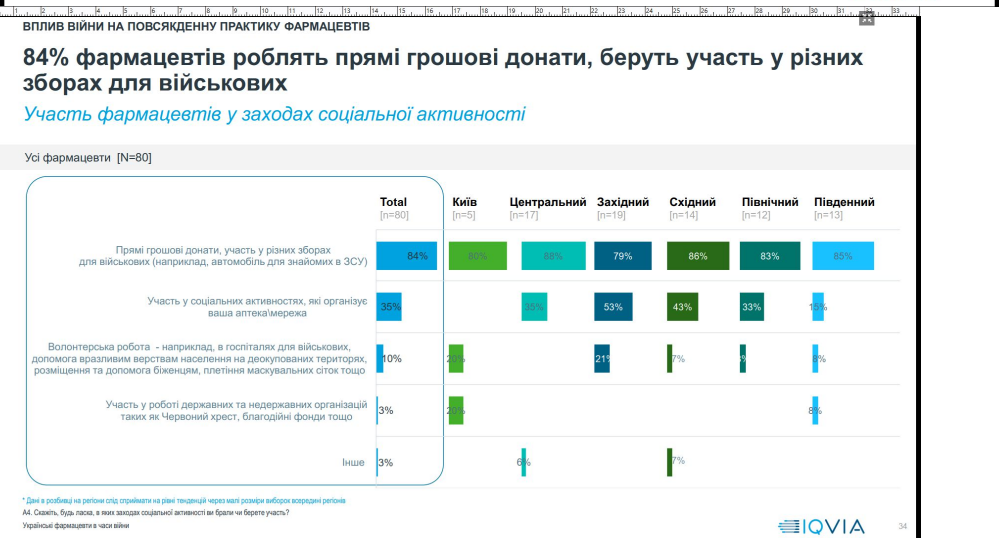 ВПЛИВ ВІЙНИ НА ПОВСЯКДЕННУ ПРАКТИКУ ФАРМАЦЕВТІВ
84% фармацевтів роблять прямі грошові донати, беруть участь у різних
зборах для військових
Участь фармацевтів у заходах соціальної активності
Усі фармацевти [N=80]
Total Київ Центральний Західний Східний Північний Південний
[n=80] [n=5] [n=17] [n=19] [n=14] [n=12] [n=13]
Прямі грошові донати, участь у різних зборах
для військових (наприклад, автомобіль для знайомих в ЗСУ)
84% 80% 88% 79% 86% 83% 85%
Участь у соціальних активностях, які організує
ваша аптека\мережа
35% 35% 53% 43% 33% 15%
Волонтерська робота - наприклад, в госпіталях для військових,
допомога вразливим верствам населення на деокупованих територях,
розміщення та допомога біженцям, плетіння маскувальних сіток тощо
10% 20% 21% 7% 8%
Участь у роботі державних та недержавних організацій
таких як Червоний хрест, благодійні фонди тощо
3% 20% 8%
Інше
3% 6% 7%
* Дані в розбивці на регіони слід сприймати на рівні тенденцій через малі розміри виборок всередині регіонів
A4. Скажіть, будь ласка, в яких заходах соціальної активності ви брали чи берете участь?
Українські фармацевти в часи війни
IQVIA
34